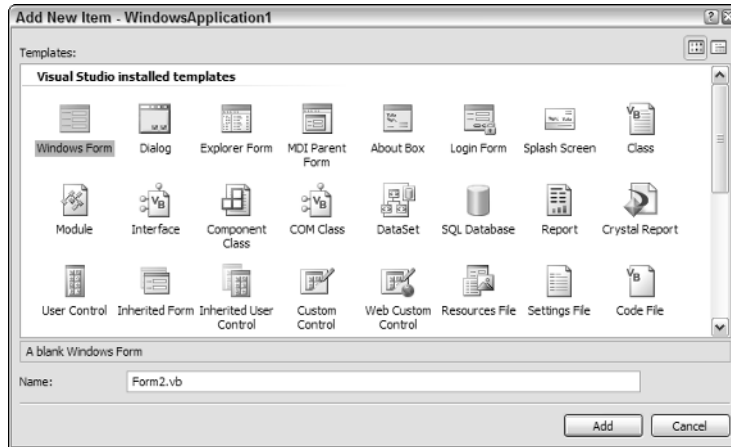 Add New Item - WindowsApplication1
Templates:
Visual Studio installed templates
Windows Form Dialog Explorer Form MDI Parent Form About Box Login Form Splash Screen Class
Module Interface Component Class COM Class DataSet SQL Database Report Crystal Report
User Control Inherited Form Inherited User Control Custom Control Web Custom Control Resources File Settings File Code File
A blank Windows Form
Name: Form2.vb
Add Cancel